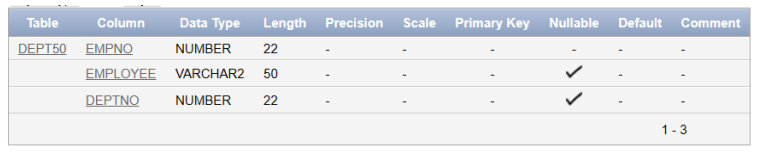 Table Column Data Type Length Precision Scale Primary Key Nullable Default Comment
DEPT50 EMPNO NUMBER 22 - - - - - -
EMPLOYEE VARCHAR2 50 - - - ✓ - -
DEPTNO NUMBER 22 - - - ✓ - -
1 - 3